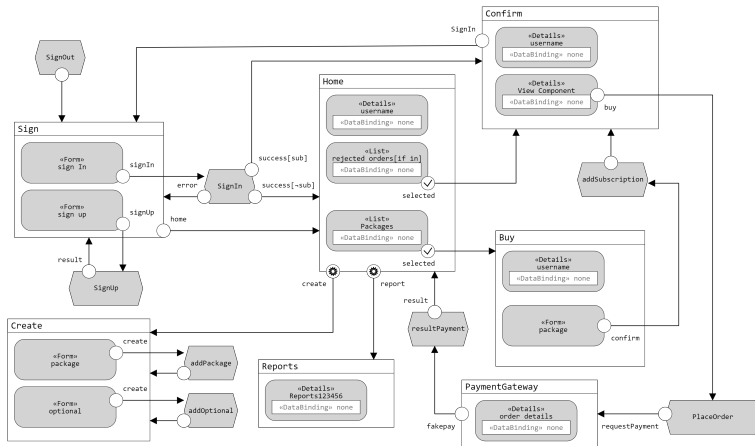 Confirm
SignIn
«Details»
username
«DataBinding» none
«Details»
View Component
«DataBinding» none
buy
SignOut
Home
«Details»
username
«DataBinding» none
«List»
rejected orders[if in]
«DataBinding» none
selected
«List»
Packages
«DataBinding» none
selected
create
report
Sign
«Form»
sign In
signIn
«Form»
sign up
signUp
home
error
SignIn
success[sub]
success[¬sub]
result
SignUp
addSubscription
Buy
«Details»
username
«DataBinding» none
«Form»
package
confirm
result
resultPayment
Create
«Form»
package
create
addPackage
«Form»
optional
create
addOptional
Reports
«Details»
Reports123456
«DataBinding» none
PaymentGateway
fakepay
«Details»
order details
«DataBinding» none
requestPayment
PlaceOrder